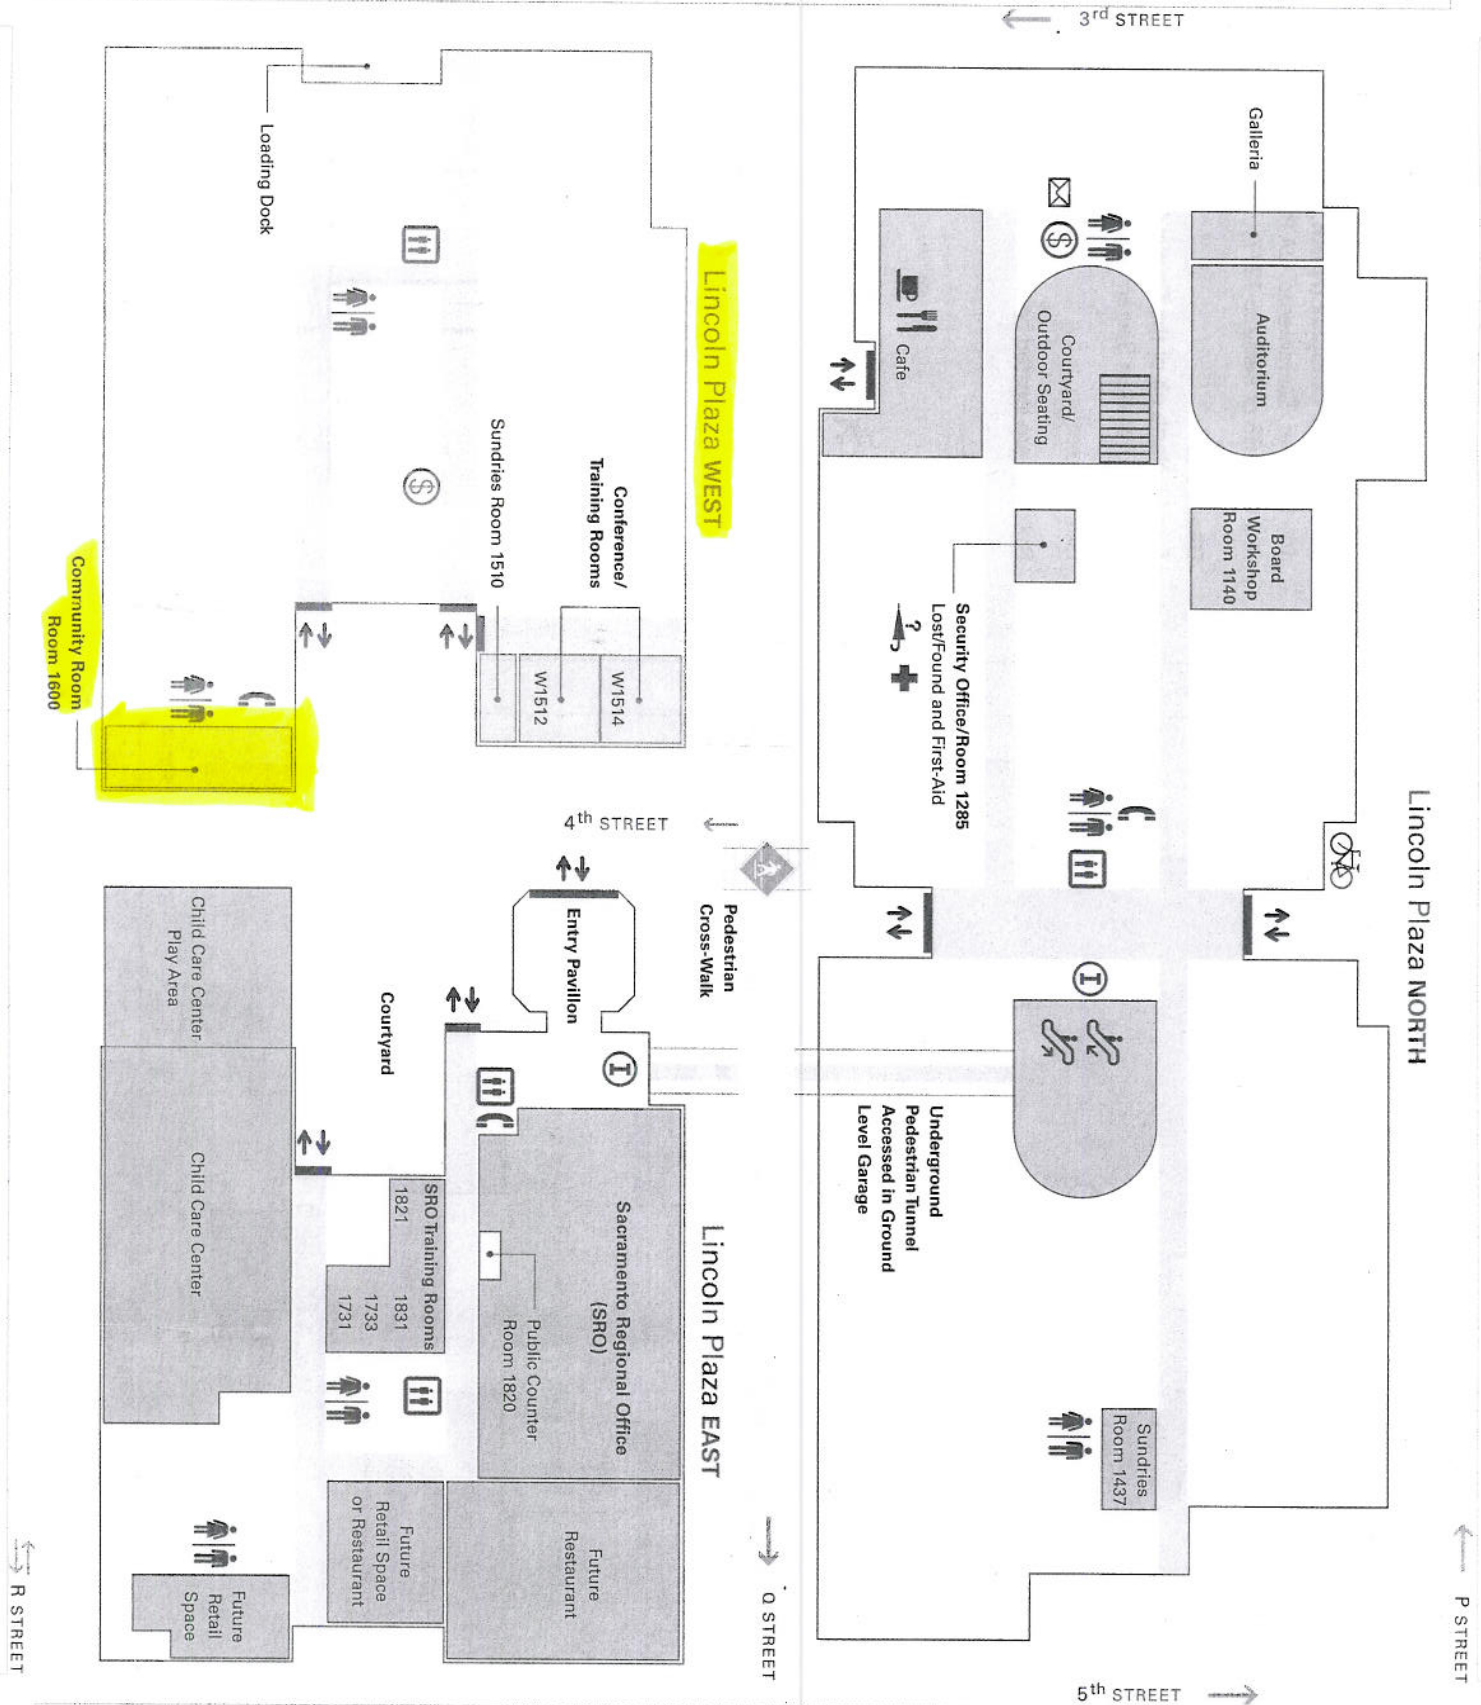 3rd STREET
Lincoln Plaza NORTH
P STREET
Galleria
Auditorium
Board
Workshop
Room 1140
Courtyard/
Outdoor Seating
Cafe
Security Office/Room 1285
Lost/Found and First-Aid
?
$
I
Underground
Pedestrian Tunnel
Accessed in Ground
Level Garage
Sundries
Room 1437
5th STREET
Q STREET
Lincoln Plaza WEST
Loading Dock
Conference/
Training Rooms
Sundries Room 1510
W1514
W1512
$
Community Room
Room 1600
4th STREET
Pedestrian
Cross-Walk
Lincoln Plaza EAST
Entry Pavillon
I
Courtyard
Sacramento Regional Office
(SRO)
Public Counter
Room 1820
SRO Training Rooms
1821 1831
1733
1731
Child Care Center
Play Area
Child Care Center
Future
Restaurant
Future
Retail Space
or Restaurant
Future
Retail
Space
R STREET